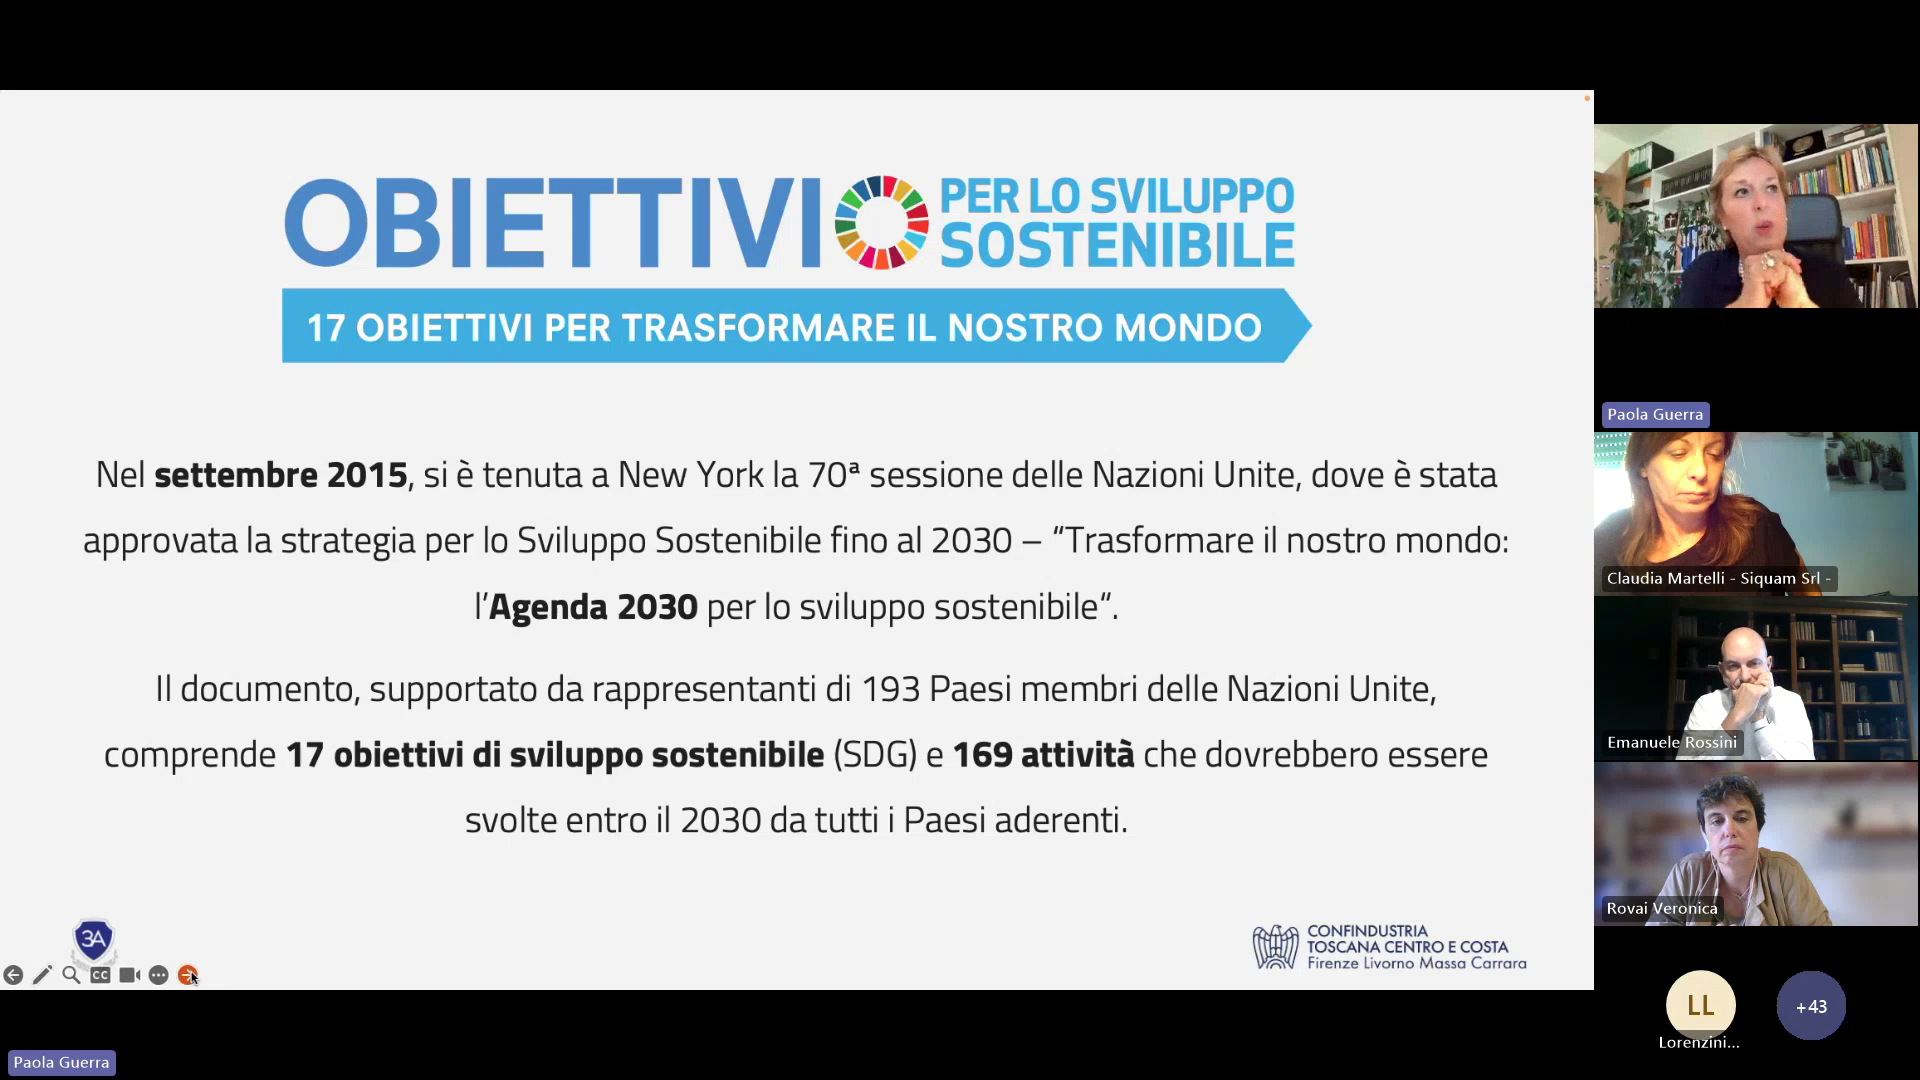 OBIETTIVI PER LO SVILUPPO
SOSTENIBILE
17 OBIETTIVI PER TRASFORMARE IL NOSTRO MONDO
Nel settembre 2015, si è tenuta a New York la 70ª sessione delle Nazioni Unite, dove è stata
approvata la strategia per lo Sviluppo Sostenibile fino al 2030 – “Trasformare il nostro mondo:
l’Agenda 2030 per lo sviluppo sostenibile“.
Il documento, supportato da rappresentanti di 193 Paesi membri delle Nazioni Unite,
comprende 17 obiettivi di sviluppo sostenibile (SDG) e 169 attività che dovrebbero essere
svolte entro il 2030 da tutti i Paesi aderenti.
3A
CC
CONFINDUSTRIA
TOSCANA CENTRO E COSTA
Firenze Livorno Massa Carrara
Paola Guerra
Paola Guerra
Claudia Martelli - Siquam Srl -
Emanuele Rossini
Rovai Veronica
LL
Lorenzini...
+43